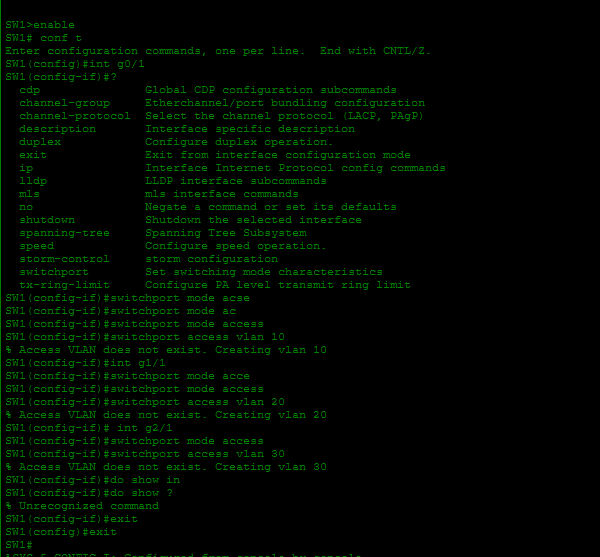 SW1>enable
SW1# conf t
Enter configuration commands, one per line.  End with CNTL/Z.
SW1(config)#int g0/1
SW1(config-if)#?
  cdp                Global CDP configuration subcommands
  channel-group      Etherchannel/port bundling configuration
  channel-protocol   Select the channel protocol (LACP, PAgP)
  description        Interface specific description
  duplex             Configure duplex operation.
  exit               Exit from interface configuration mode
  ip                 Interface Internet Protocol config commands
  lldp               LLDP interface subcommands
  mls                mls interface commands
  no                 Negate a command or set its defaults
  shutdown           Shutdown the selected interface
  spanning-tree      Spanning Tree Subsystem
  speed              Configure speed operation.
  storm-control      storm configuration
  switchport         Set switching mode characteristics
  tx-ring-limit      Configure PA level transmit ring limit
SW1(config-if)#switchport mode acse
SW1(config-if)#switchport mode ac
SW1(config-if)#switchport mode access
SW1(config-if)#switchport access vlan 10
% Access VLAN does not exist. Creating vlan 10
SW1(config-if)#int g1/1
SW1(config-if)#switchport mode acce
SW1(config-if)#switchport mode access
SW1(config-if)#switchport access vlan 20
% Access VLAN does not exist. Creating vlan 20
SW1(config-if)# int g2/1
SW1(config-if)#switchport mode access
SW1(config-if)#switchport access vlan 30
% Access VLAN does not exist. Creating vlan 30
SW1(config-if)#do show in
SW1(config-if)#do show ?
% Unrecognized command
SW1(config-if)#exit
SW1(config)#exit
SW1#
%SYS-5-CONFIG_I: Configured from console by console